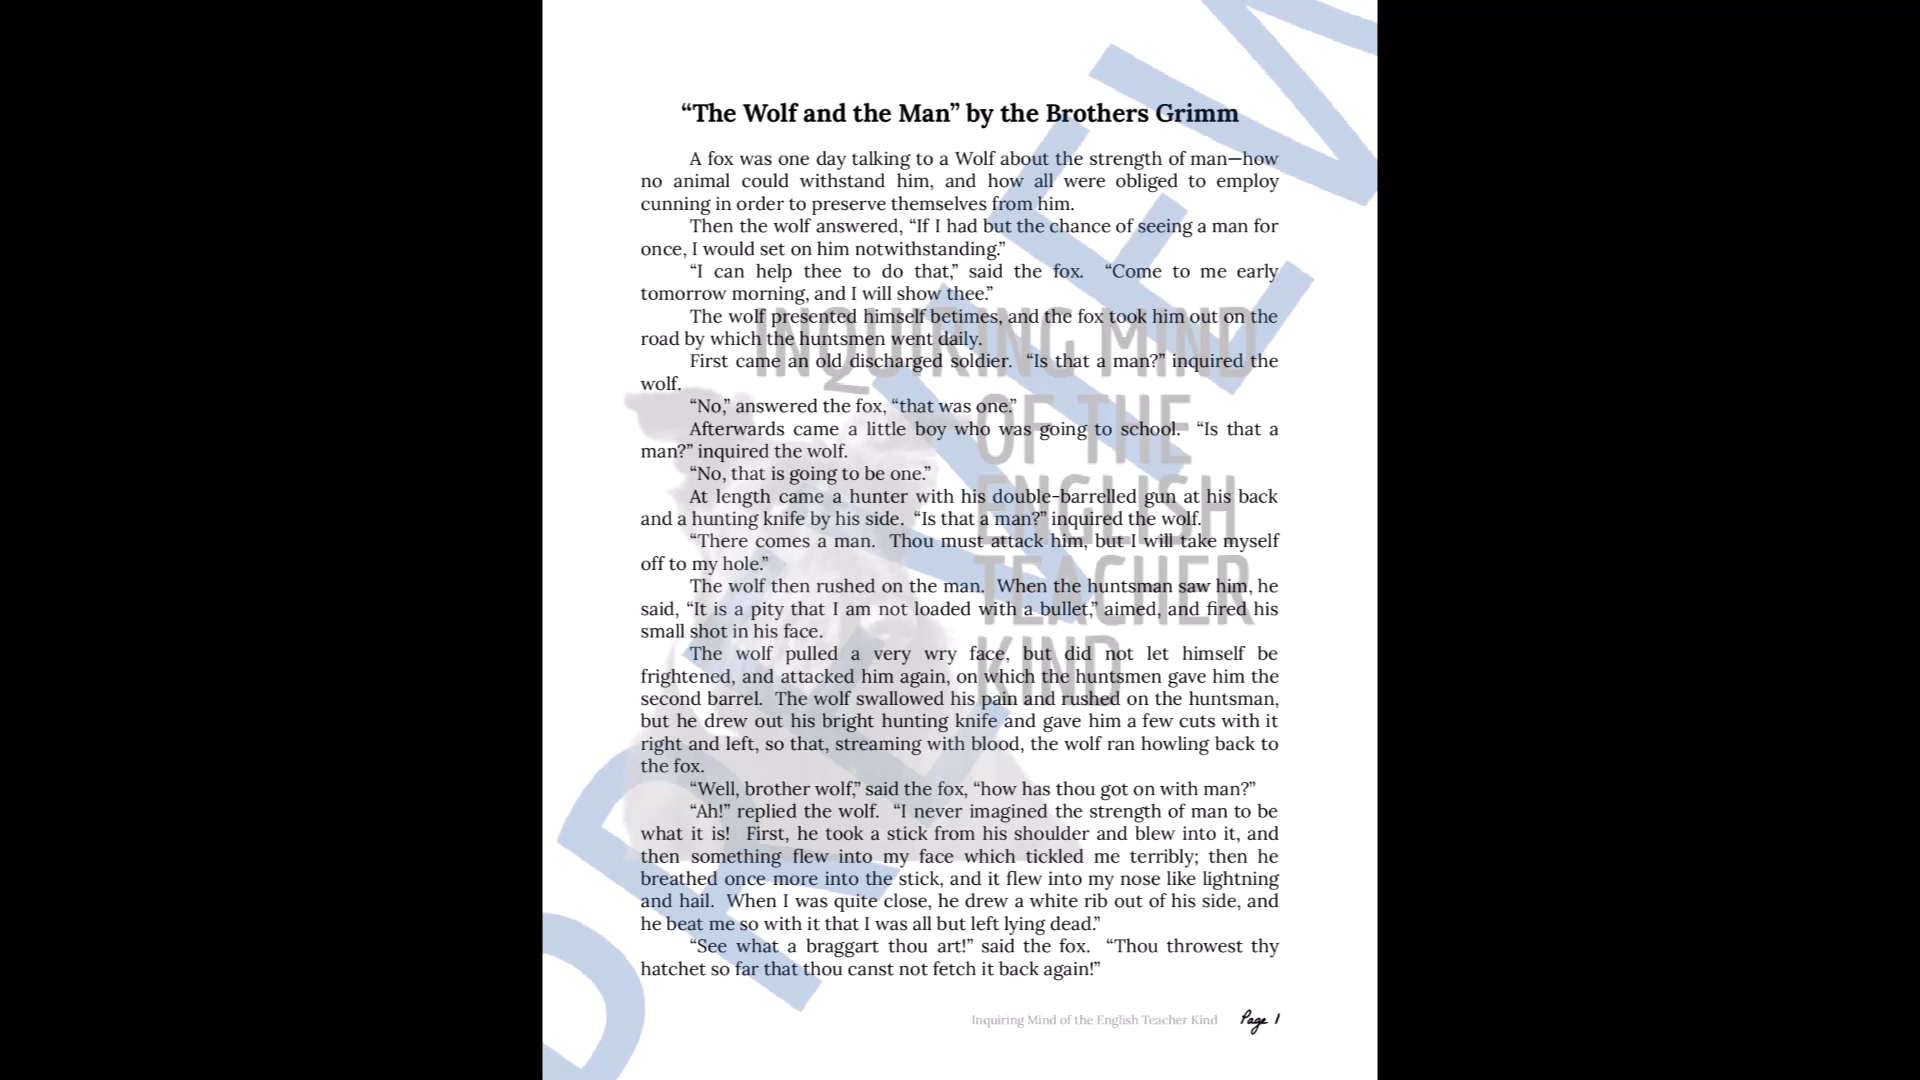 “The Wolf and the Man” by the Brothers Grimm
A fox was one day talking to a Wolf about the strength of man—how
no animal could withstand him, and how all were obliged to employ
cunning in order to preserve themselves from him.
Then the wolf answered, “If I had but the chance of seeing a man for
once, I would set on him notwithstanding.”
“I can help thee to do that,” said the fox. “Come to me early
tomorrow morning, and I will show thee.”
The wolf presented himself betimes, and the fox took him out on the
road by which the huntsmen went daily.
First came an old discharged soldier. “Is that a man?” inquired the
wolf.
“No,” answered the fox, “that was one.”
Afterwards came a little boy who was going to school. “Is that a
man?” inquired the wolf.
“No, that is going to be one.”
At length came a hunter with his double-barrelled gun at his back
and a hunting knife by his side. “Is that a man?” inquired the wolf.
“There comes a man. Thou must attack him, but I will take myself
off to my hole.”
The wolf then rushed on the man. When the huntsman saw him, he
said, “It is a pity that I am not loaded with a bullet,” aimed, and fired his
small shot in his face.
The wolf pulled a very wry face, but did not let himself be
frightened, and attacked him again, on which the huntsmen gave him the
second barrel. The wolf swallowed his pain and rushed on the huntsman,
but he drew out his bright hunting knife and gave him a few cuts with it
right and left, so that, streaming with blood, the wolf ran howling back to
the fox.
“Well, brother wolf,” said the fox, “how has thou got on with man?”
“Ah!” replied the wolf. “I never imagined the strength of man to be
what it is! First, he took a stick from his shoulder and blew into it, and
then something flew into my face which tickled me terribly; then he
breathed once more into the stick, and it flew into my nose like lightning
and hail. When I was quite close, he drew a white rib out of his side, and
he beat me so with it that I was all but left lying dead.”
“See what a braggart thou art!” said the fox. “Thou throwest thy
hatchet so far that thou canst not fetch it back again!”
Inquiring Mind of the English Teacher Kind Page 1
INQUIRING MIND
OF THE
ENGLISH
TEACHER
KIND
PREVIEW